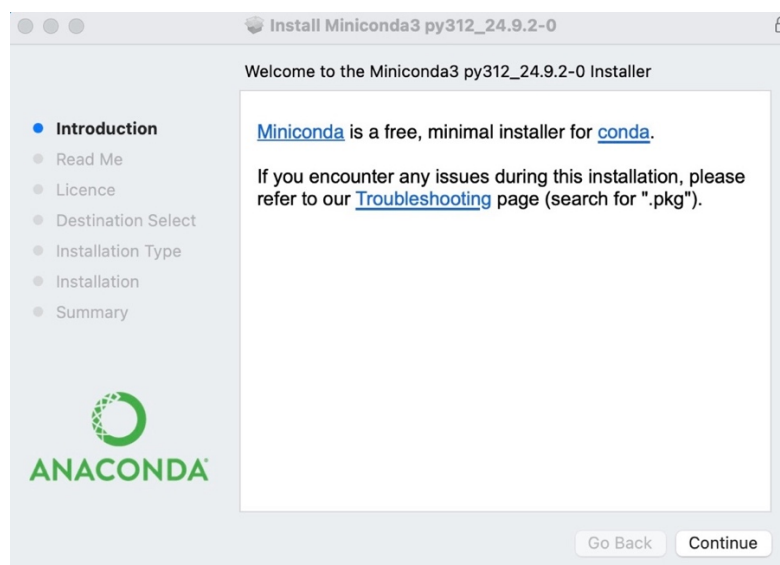 Install Miniconda3 py312_24.9.2-0
Welcome to the Miniconda3 py312_24.9.2-0 Installer
Introduction
Read Me
Licence
Destination Select
Installation Type
Installation
Summary
Miniconda is a free, minimal installer for conda.
If you encounter any issues during this installation, please
refer to our Troubleshooting page (search for ".pkg").
ANACONDA
Go Back
Continue